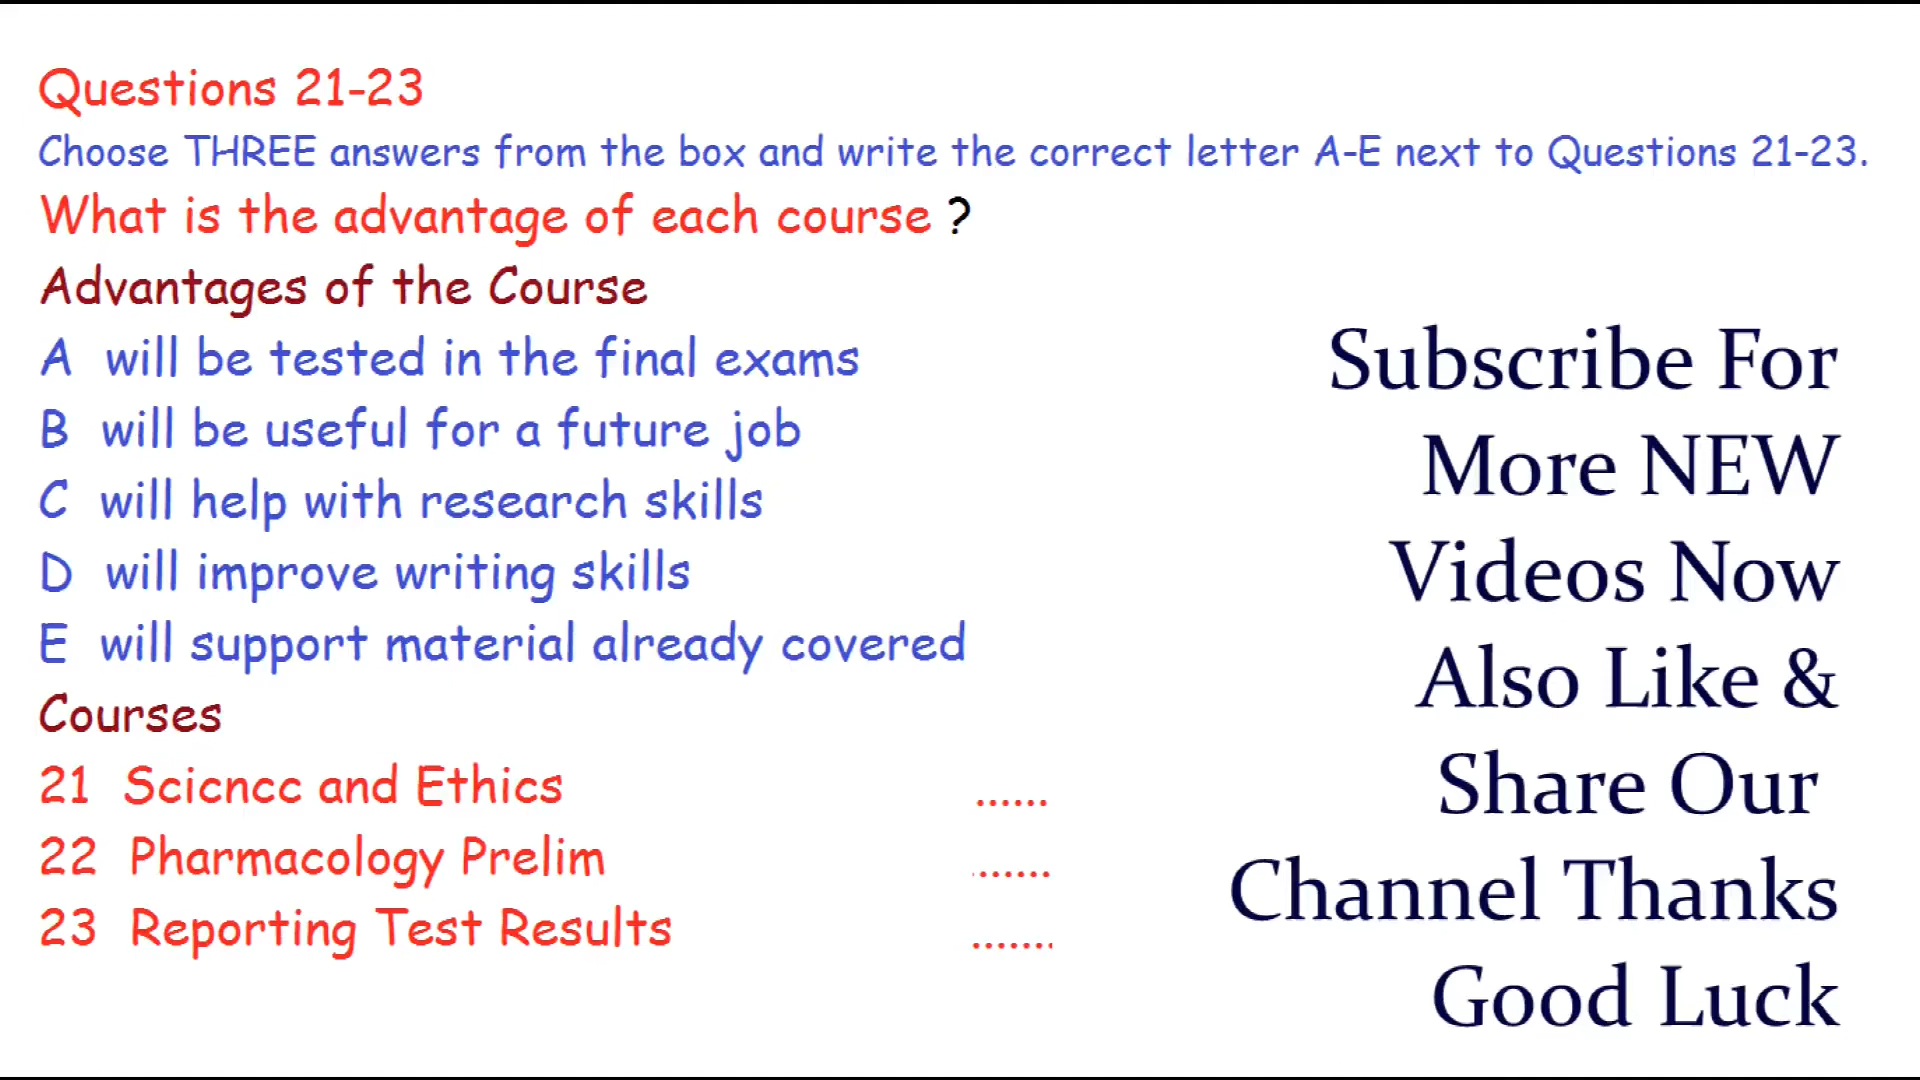 Questions 21-23
Choose THREE answers from the box and write the correct letter A-E next to Questions 21-23.
What is the advantage of each course ?
Advantages of the Course
A will be tested in the final exams
B will be useful for a future job
C will help with research skills
D will improve writing skills
E will support material already covered
Courses
21 Scicncc and Ethics ......
22 Pharmacology Prelim .......
23 Reporting Test Results .......
Subscribe For
More NEW
Videos Now
Also Like &
Share Our
Channel Thanks
Good Luck